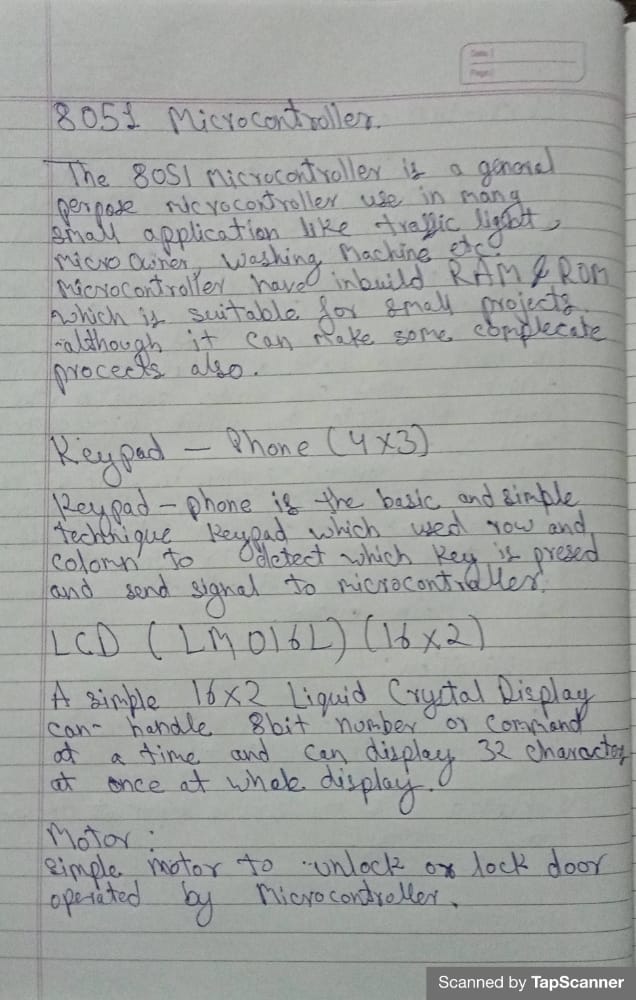 Date
Page
8051 Microcontroller.
The 8051 Microcontroller is a general
perpose microcontroller use in many
small application like traffic light,
Micro Owner, Washing Machine etc.
Microcontroller have inbuild RAM & ROM
which is suitable for small projects.
-although it can make some complecate
procects also.
Keypad - Phone (4x3)
Keypad - phone is the basic and simple
techhique keypad which used row and
colomn to detect which key is presed
and send signal to microcontroller.
LCD (LM016L) (16x2)
A simple 16x2 Liquid Crystal Display
can- handle 8bit number or Command
at a time and can display 32 character
at once at whole display.
Motor:
simple motor to unlock or lock door
operated by Microcontroller.
Scanned by TapScanner